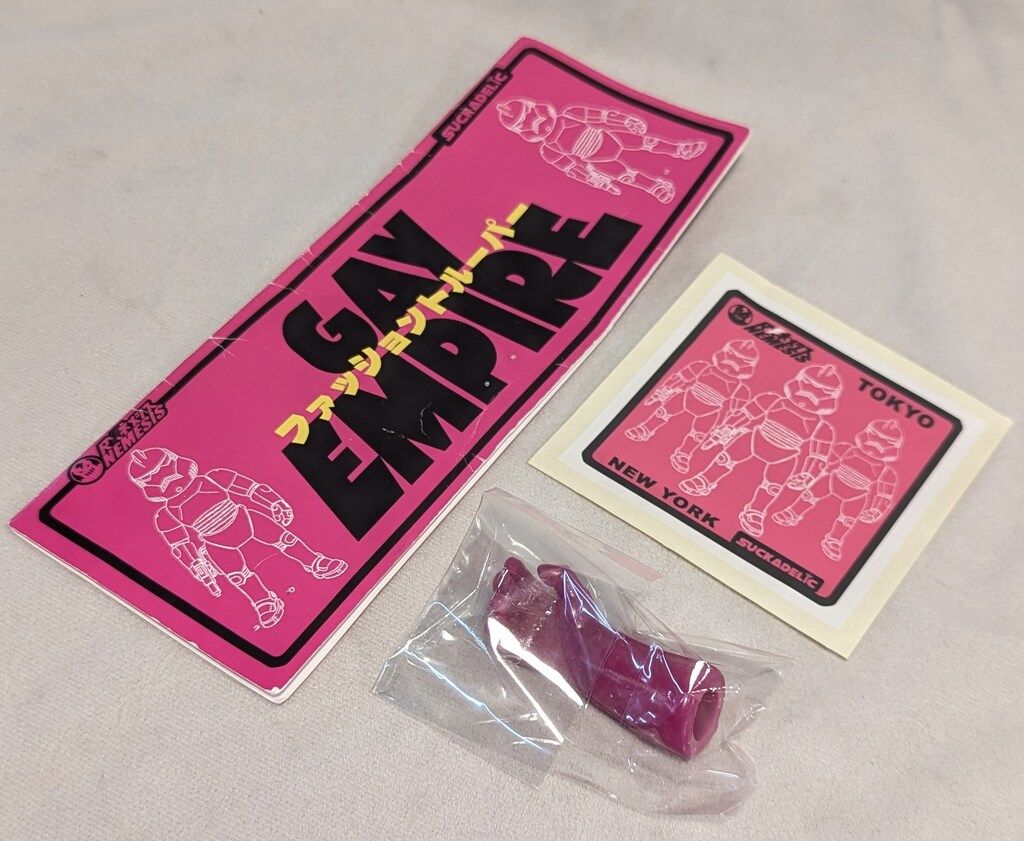 SUCKADELIC
GAY
ファッショントルーパー
EMPIRE
NEMESIS
NEMESIS
TOKYO
NEW YORK
SUCKADELIC